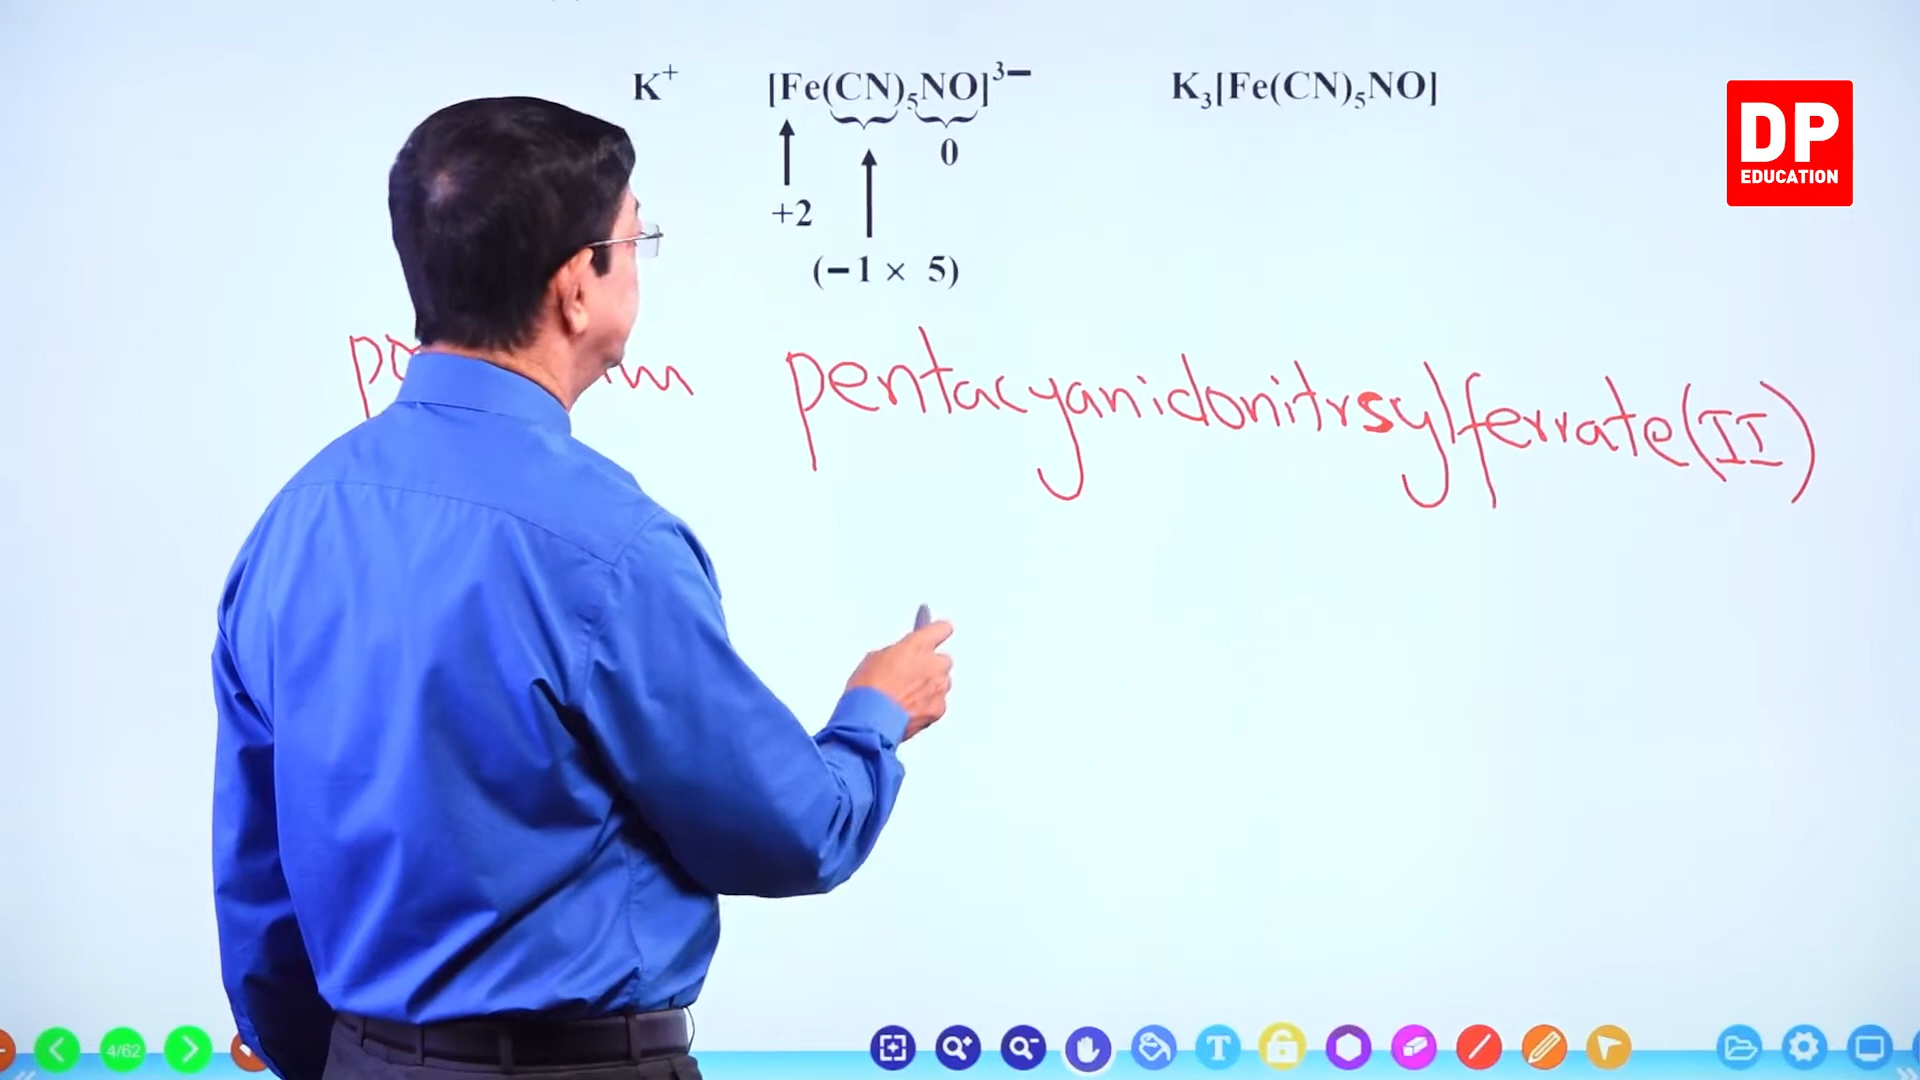 K⁺ [Fe(CN)₅NO]³⁻ K₃[Fe(CN)₅NO]
0
+2
(−1 × 5)
pentacyanidonitrsylferrate(II)
DP
EDUCATION
4/62
T